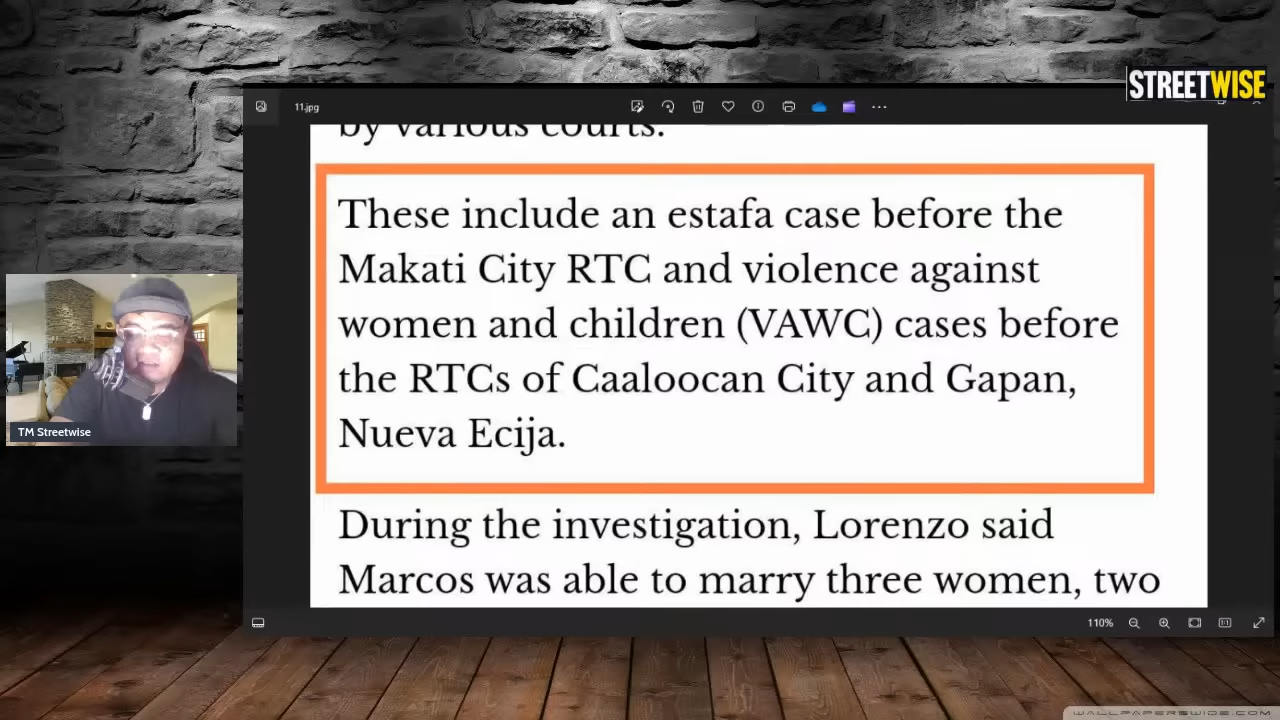 STREETWISE
11.jpg
by various courts.
These include an estafa case before the
Makati City RTC and violence against
women and children (VAWC) cases before
the RTCs of Caaloocan City and Gapan,
Nueva Ecija.
During the investigation, Lorenzo said
Marcos was able to marry three women, two
TM Streetwise
110%
WALLPAPERSWIDE.COM